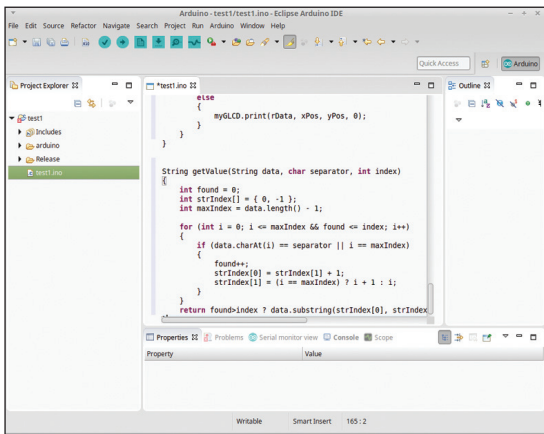 Arduino - test1/test1.ino - Eclipse Arduino IDE
File Edit Source Refactor Navigate Search Project Run Arduino Window Help
Quick Access
Arduino
Project Explorer
*test1.ino
Outline
test1
Includes
arduino
Release
test1.ino
else
{
myGLCD.print(rData, xPos, yPos, 0);
}
}
}
String getValue(String data, char separator, int index)
{
int found = 0;
int strIndex[] = { 0, -1 };
int maxIndex = data.length() - 1;
for (int i = 0; i <= maxIndex && found <= index; i++)
{
if (data.charAt(i) == separator || i == maxIndex)
{
found++;
strIndex[0] = strIndex[1] + 1;
strIndex[1] = (i == maxIndex) ? i + 1 : i;
}
}
return found>index ? data.substring(strIndex[0], strIndex
Properties Problems Serial monitor view Console Scope
Property Value
Writable Smart Insert 165 : 2